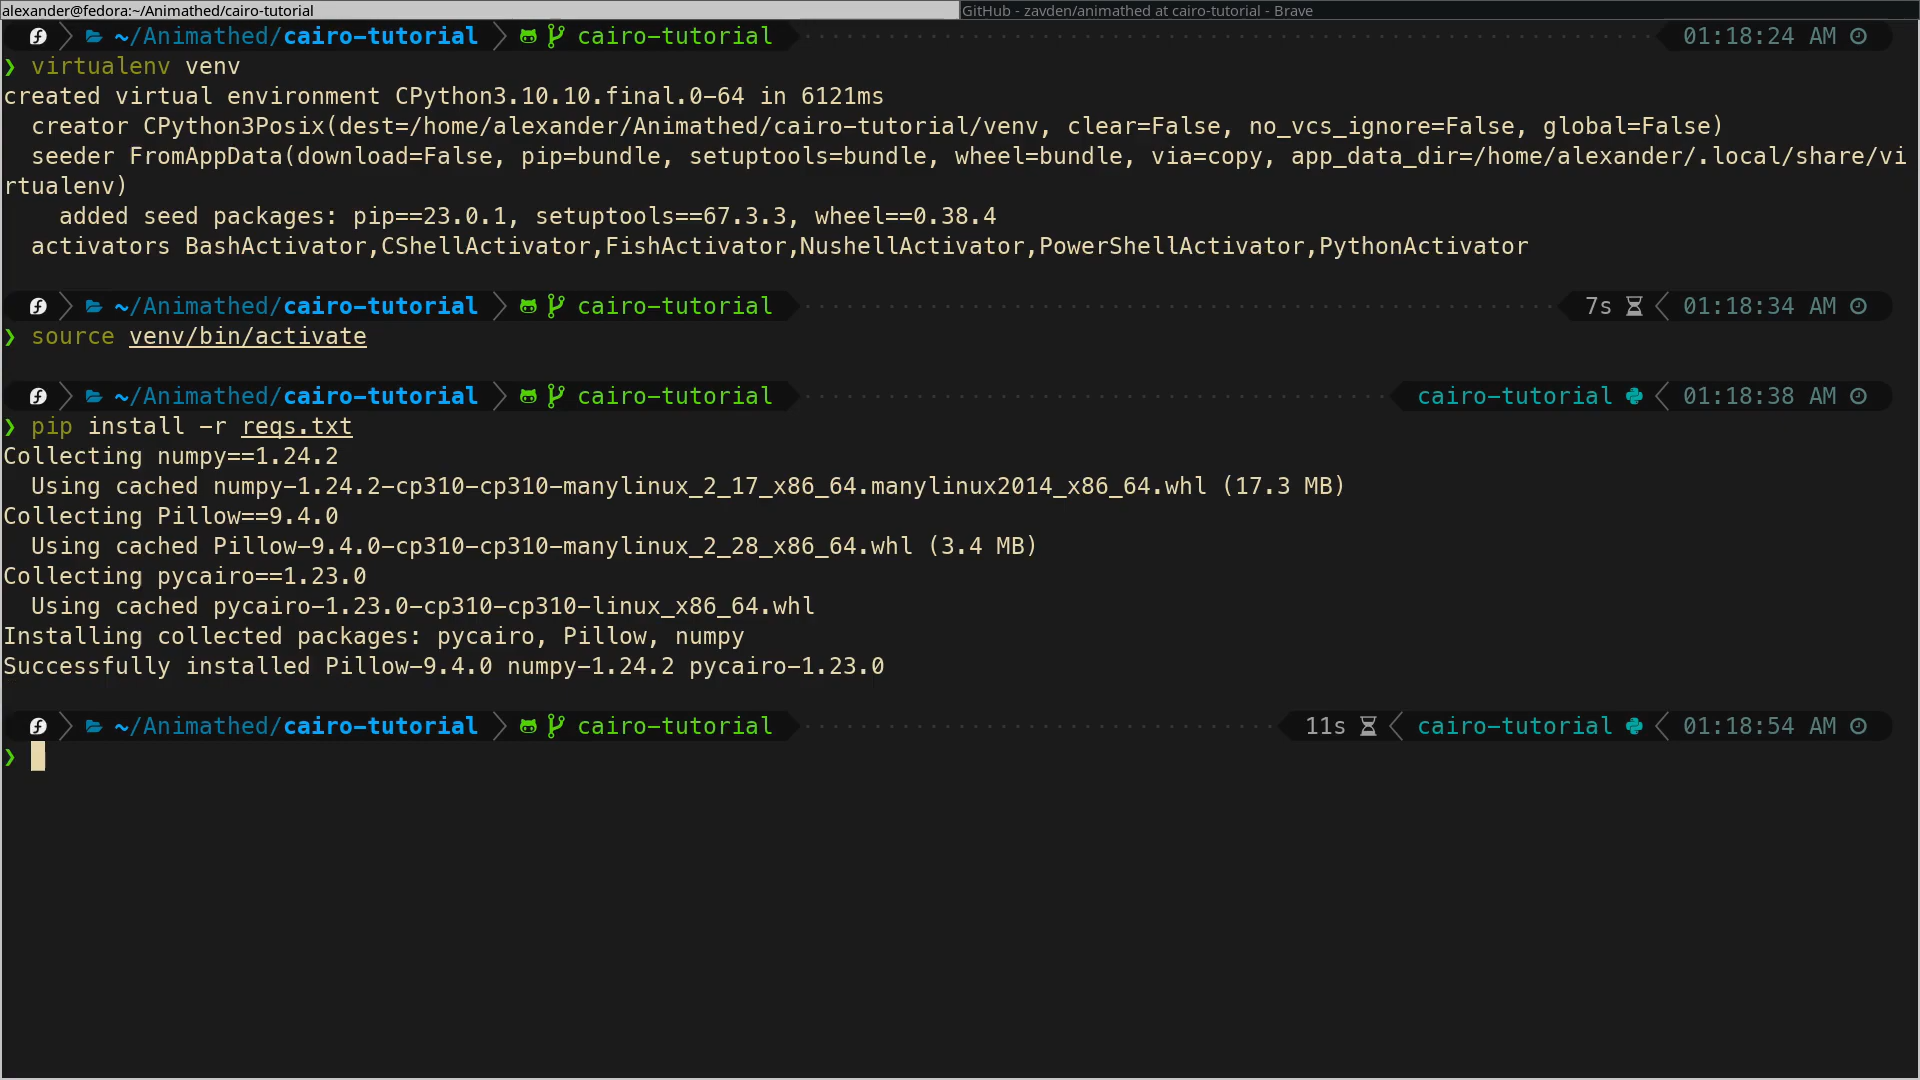 alexander@fedora:~/Animathed/cairo-tutorial
GitHub - zavden/animathed at cairo-tutorial - Brave
~/Animathed/cairo-tutorial cairo-tutorial 01:18:24 AM
❯ virtualenv venv
created virtual environment CPython3.10.10.final.0-64 in 6121ms
  creator CPython3Posix(dest=/home/alexander/Animathed/cairo-tutorial/venv, clear=False, no_vcs_ignore=False, global=False)
  seeder FromAppData(download=False, pip=bundle, setuptools=bundle, wheel=bundle, via=copy, app_data_dir=/home/alexander/.local/share/vi
rtualenv)
    added seed packages: pip==23.0.1, setuptools==67.3.3, wheel==0.38.4
  activators BashActivator,CShellActivator,FishActivator,NushellActivator,PowerShellActivator,PythonActivator
~/Animathed/cairo-tutorial cairo-tutorial 7s 01:18:34 AM
❯ source venv/bin/activate
~/Animathed/cairo-tutorial cairo-tutorial cairo-tutorial 01:18:38 AM
❯ pip install -r reqs.txt
Collecting numpy==1.24.2
  Using cached numpy-1.24.2-cp310-cp310-manylinux_2_17_x86_64.manylinux2014_x86_64.whl (17.3 MB)
Collecting Pillow==9.4.0
  Using cached Pillow-9.4.0-cp310-cp310-manylinux_2_28_x86_64.whl (3.4 MB)
Collecting pycairo==1.23.0
  Using cached pycairo-1.23.0-cp310-cp310-linux_x86_64.whl
Installing collected packages: pycairo, Pillow, numpy
Successfully installed Pillow-9.4.0 numpy-1.24.2 pycairo-1.23.0
~/Animathed/cairo-tutorial cairo-tutorial 11s cairo-tutorial 01:18:54 AM
❯